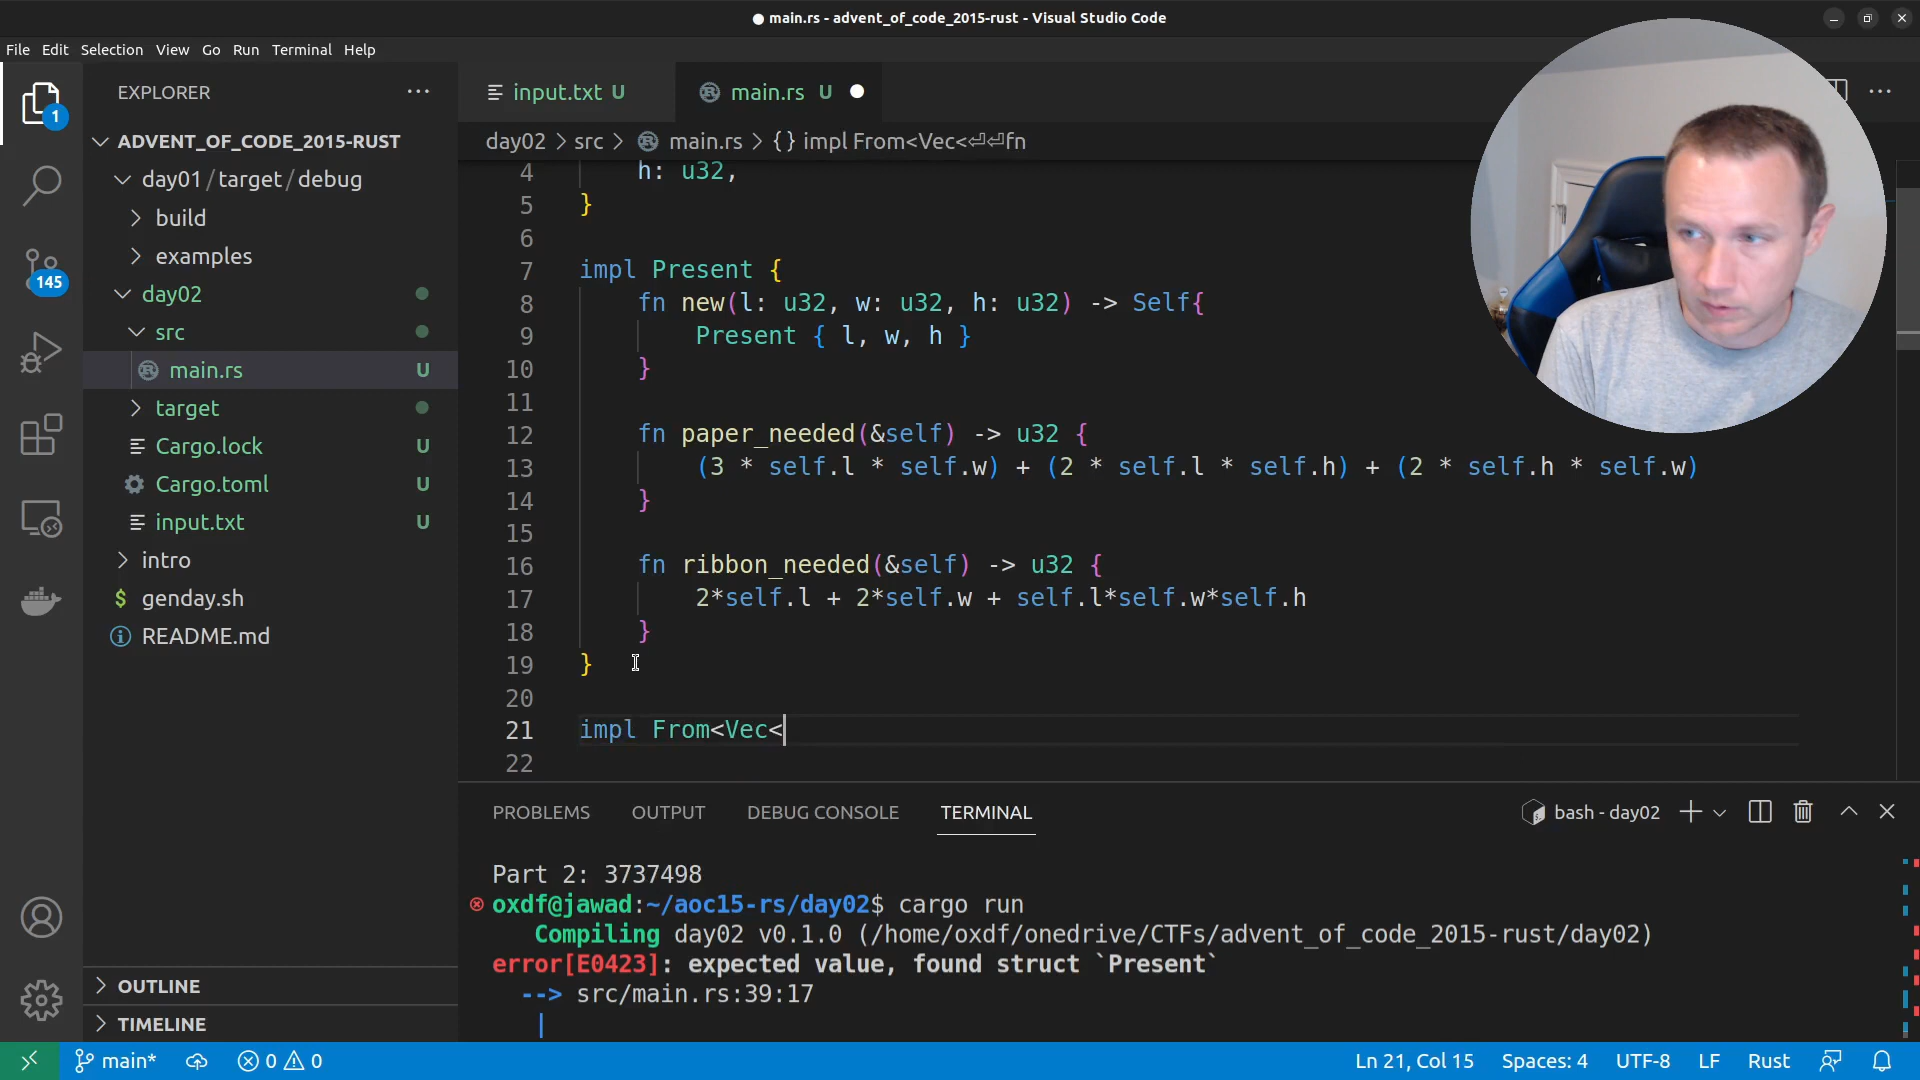 ● main.rs - advent_of_code_2015-rust - Visual Studio Code
File Edit Selection View Go Run Terminal Help
EXPLORER ···
ADVENT_OF_CODE_2015-RUST
day01 / target / debug
build
examples
day02
src
main.rs U
target
Cargo.lock U
Cargo.toml U
input.txt U
intro
$ genday.sh
README.md
OUTLINE
TIMELINE
1
145
input.txt U
main.rs U ●
···
day02 > src > main.rs > {} impl From<Vec<⏎⏎fn
4 h: u32,
5 }
6
7 impl Present {
8 fn new(l: u32, w: u32, h: u32) -> Self{
9 Present { l, w, h }
10 }
11
12 fn paper_needed(&self) -> u32 {
13 (3 * self.l * self.w) + (2 * self.l * self.h) + (2 * self.h * self.w)
14 }
15
16 fn ribbon_needed(&self) -> u32 {
17 2*self.l + 2*self.w + self.l*self.w*self.h
18 }
19 }
20
21 impl From<Vec<
22
PROBLEMS OUTPUT DEBUG CONSOLE TERMINAL
bash - day02
Part 2: 3737498
oxdf@jawad:~/aoc15-rs/day02$ cargo run
Compiling day02 v0.1.0 (/home/oxdf/onedrive/CTFs/advent_of_code_2015-rust/day02)
error[E0423]: expected value, found struct `Present`
--> src/main.rs:39:17
|
main* 0 0
Ln 21, Col 15 Spaces: 4 UTF-8 LF Rust